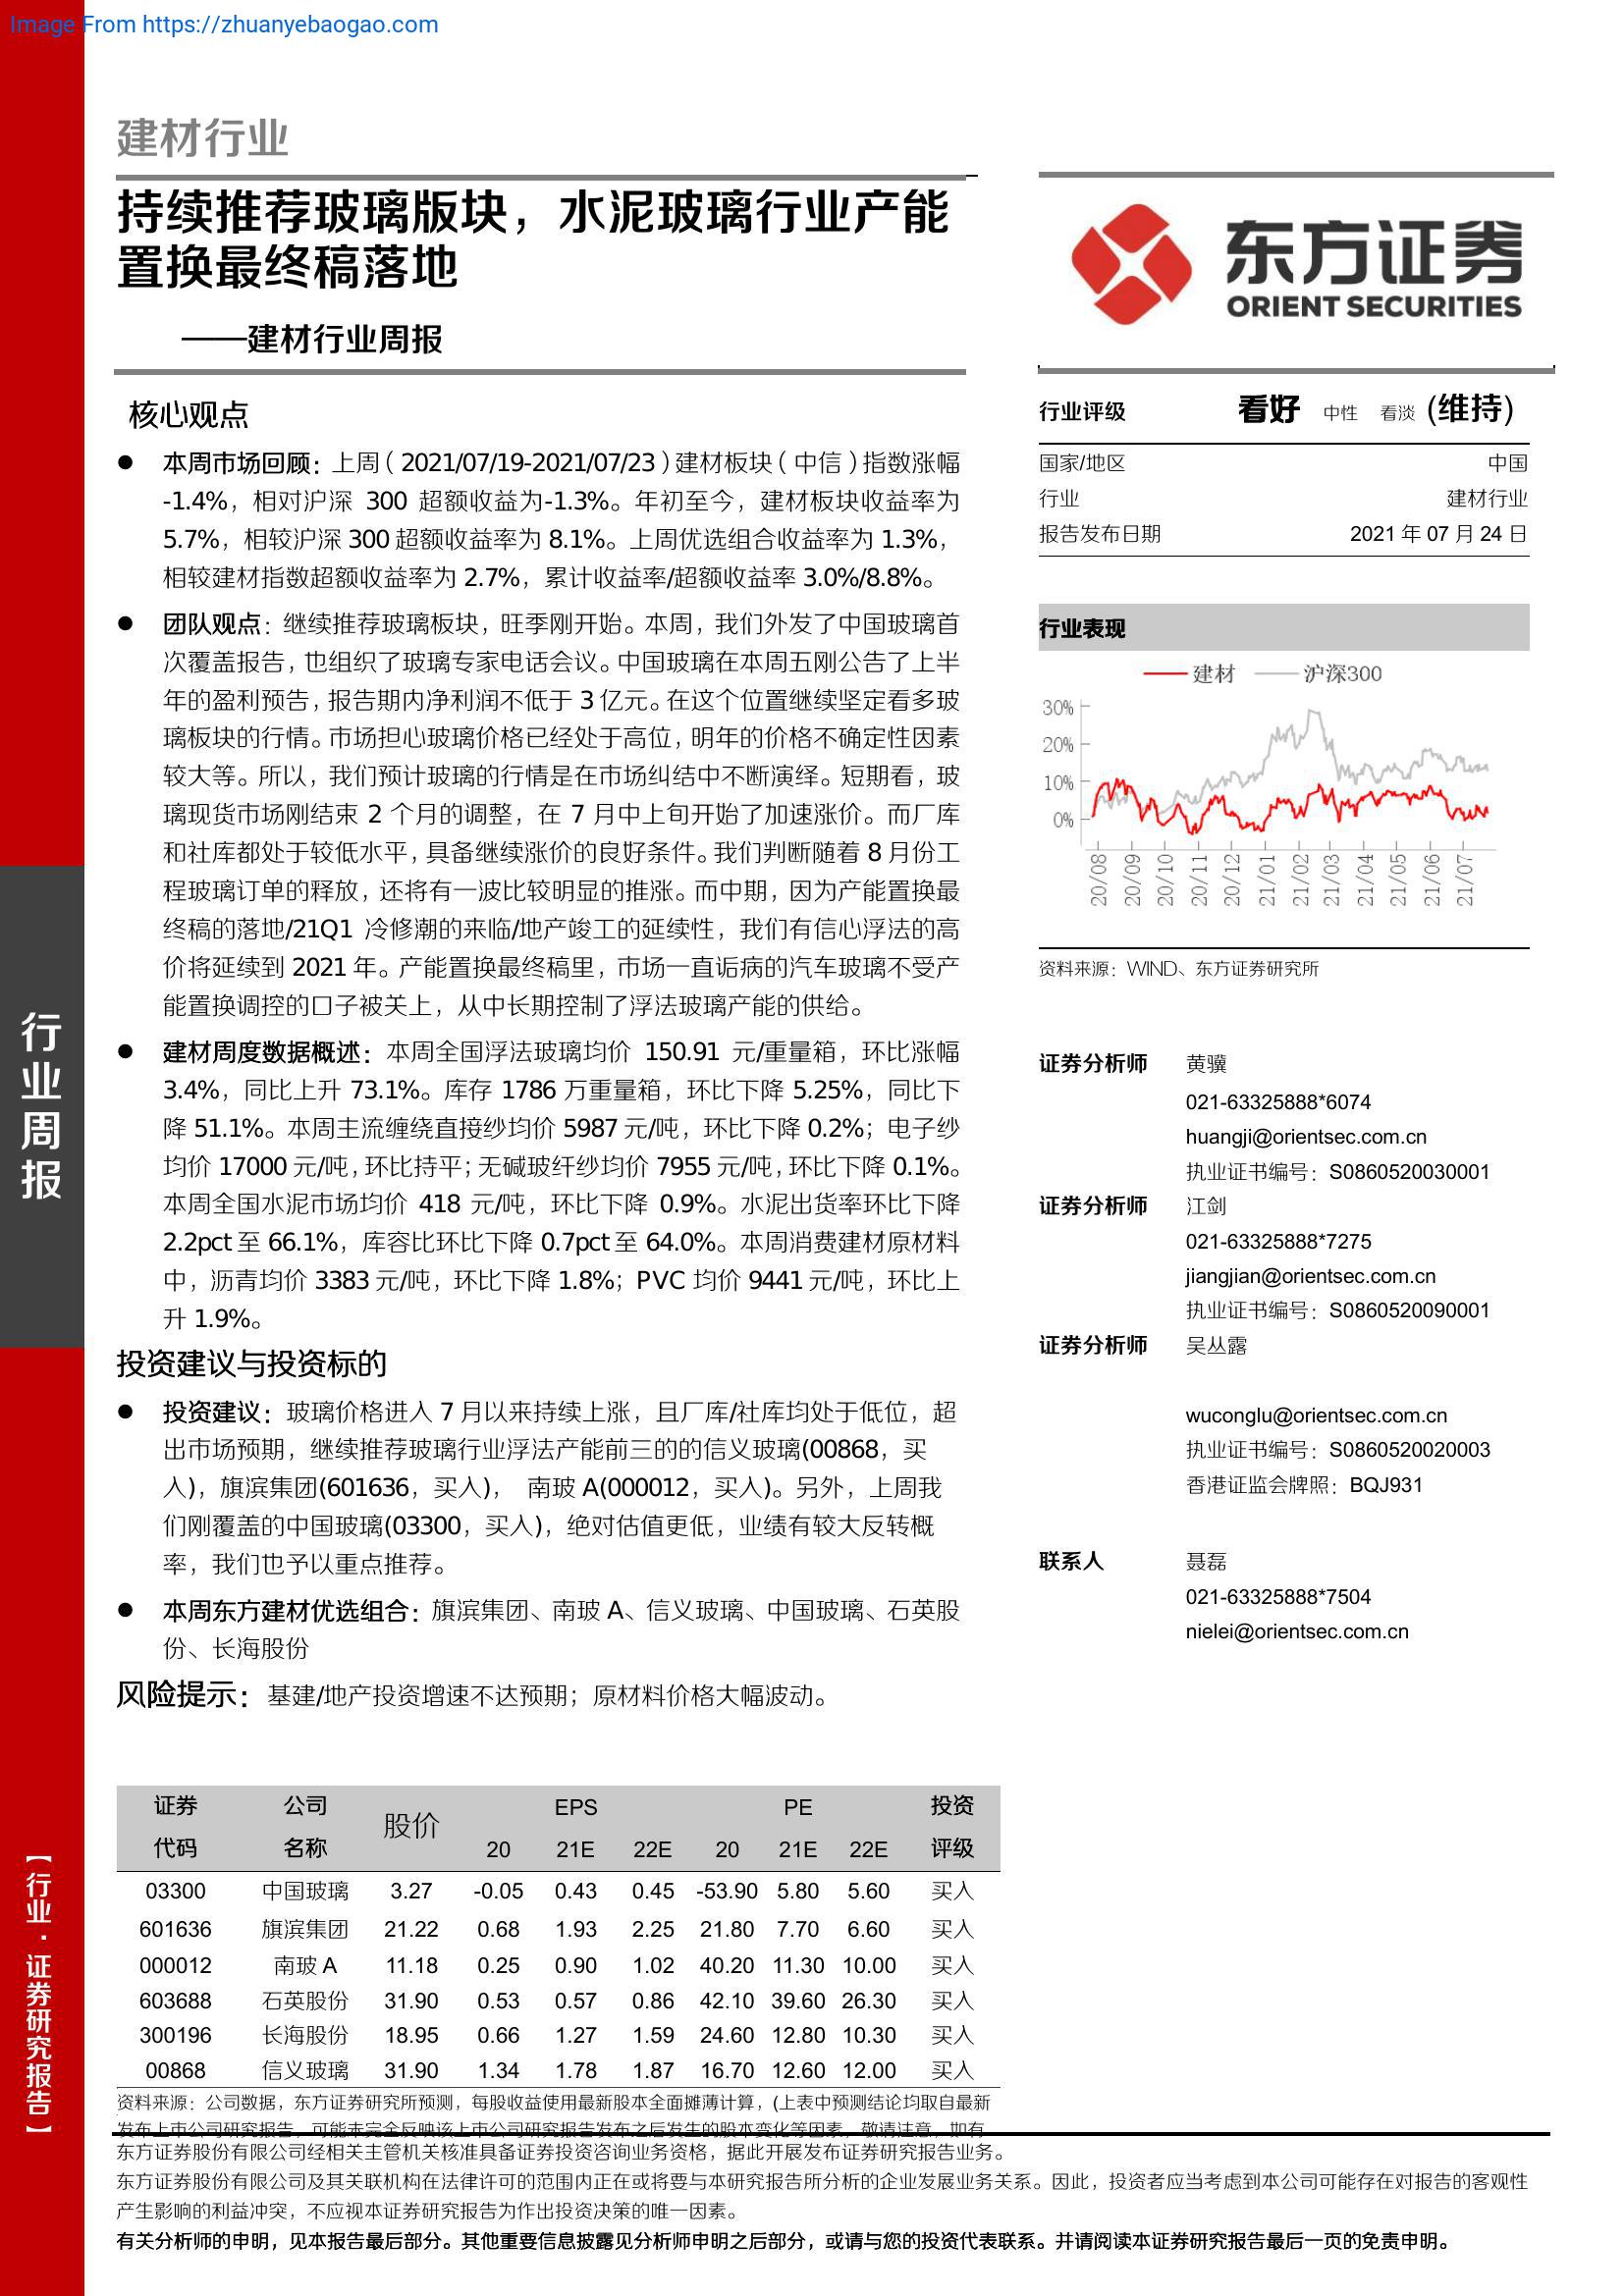 Image From https://zhuanyebaogao.com
建材行业
持续推荐玻璃版块，水泥玻璃行业产能
置换最终稿落地
——建材行业周报
核心观点
● 本周市场回顾：上周（2021/07/19-2021/07/23）建材板块（中信）指数涨幅
-1.4%，相对沪深 300 超额收益为-1.3%。年初至今，建材板块收益率为
5.7%，相较沪深 300 超额收益率为 8.1%。上周优选组合收益率为 1.3%，
相较建材指数超额收益率为 2.7%，累计收益率/超额收益率 3.0%/8.8%。
● 团队观点：继续推荐玻璃板块，旺季刚开始。本周，我们外发了中国玻璃首
次覆盖报告，也组织了玻璃专家电话会议。中国玻璃在本周五刚公告了上半
年的盈利预告，报告期内净利润不低于 3 亿元。在这个位置继续坚定看多玻
璃板块的行情。市场担心玻璃价格已经处于高位，明年的价格不确定性因素
较大等。所以，我们预计玻璃的行情是在市场纠结中不断演绎。短期看，玻
璃现货市场刚结束 2 个月的调整，在 7 月中上旬开始了加速涨价。而厂库
和社库都处于较低水平，具备继续涨价的良好条件。我们判断随着 8 月份工
程玻璃订单的释放，还将有一波比较明显的推涨。而中期，因为产能置换最
终稿的落地/21Q1 冷修潮的来临/地产竣工的延续性，我们有信心浮法的高
价将延续到 2021 年。产能置换最终稿里，市场一直诟病的汽车玻璃不受产
能置换调控的口子被关上，从中长期控制了浮法玻璃产能的供给。
● 建材周度数据概述：本周全国浮法玻璃均价 150.91 元/重量箱，环比涨幅
3.4%，同比上升 73.1%。库存 1786 万重量箱，环比下降 5.25%，同比下
降 51.1%。本周主流缠绕直接纱均价 5987 元/吨，环比下降 0.2%；电子纱
均价 17000 元/吨，环比持平；无碱玻纤纱均价 7955 元/吨，环比下降 0.1%。
本周全国水泥市场均价 418 元/吨，环比下降 0.9%。水泥出货率环比下降
2.2pct 至 66.1%，库容比环比下降 0.7pct 至 64.0%。本周消费建材原材料
中，沥青均价 3383 元/吨，环比下降 1.8%；PVC 均价 9441 元/吨，环比上
升 1.9%。
投资建议与投资标的
● 投资建议：玻璃价格进入 7 月以来持续上涨，且厂库/社库均处于低位，超
出市场预期，继续推荐玻璃行业浮法产能前三的的信义玻璃(00868，买
入)，旗滨集团(601636，买入)， 南玻 A(000012，买入)。另外，上周我
们刚覆盖的中国玻璃(03300，买入)，绝对估值更低，业绩有较大反转概
率，我们也予以重点推荐。
● 本周东方建材优选组合：旗滨集团、南玻 A、信义玻璃、中国玻璃、石英股
份、长海股份
风险提示：基建/地产投资增速不达预期；原材料价格大幅波动。
证券 公司 股价 EPS PE 投资
代码 名称 20 21E 22E 20 21E 22E 评级
03300 中国玻璃 3.27 -0.05 0.43 0.45 -53.90 5.80 5.60 买入
601636 旗滨集团 21.22 0.68 1.93 2.25 21.80 7.70 6.60 买入
000012 南玻 A 11.18 0.25 0.90 1.02 40.20 11.30 10.00 买入
603688 石英股份 31.90 0.53 0.57 0.86 42.10 39.60 26.30 买入
300196 长海股份 18.95 0.66 1.27 1.59 24.60 12.80 10.30 买入
00868 信义玻璃 31.90 1.34 1.78 1.87 16.70 12.60 12.00 买入
资料来源：公司数据，东方证券研究所预测，每股收益使用最新股本全面摊薄计算，(上表中预测结论均取自最新
发布上市公司研究报告，可能未完全反映该上市公司研究报告发布之后发生的股本变化等因素，敬请注意，如有
东方证券
ORIENT SECURITIES
行业评级 看好 中性 看淡 (维持)
国家/地区 中国
行业 建材行业
报告发布日期 2021 年 07 月 24 日
行业表现
建材 沪深300
30%
20%
10%
0%
20/08 20/09 20/10 20/11 20/12 21/01 21/02 21/03 21/04 21/05 21/06 21/07
资料来源：WIND、东方证券研究所
证券分析师 黄骥
021-63325888*6074
huangji@orientsec.com.cn
执业证书编号：S0860520030001
证券分析师 江剑
021-63325888*7275
jiangjian@orientsec.com.cn
执业证书编号：S0860520090001
证券分析师 吴丛露
wuconglu@orientsec.com.cn
执业证书编号：S0860520020003
香港证监会牌照：BQJ931
联系人 聂磊
021-63325888*7504
nielei@orientsec.com.cn
行业周报
【行业·证券研究报告】
东方证券股份有限公司经相关主管机关核准具备证券投资咨询业务资格，据此开展发布证券研究报告业务。
东方证券股份有限公司及其关联机构在法律许可的范围内正在或将要与本研究报告所分析的企业发展业务关系。因此，投资者应当考虑到本公司可能存在对报告的客观性
产生影响的利益冲突，不应视本证券研究报告为作出投资决策的唯一因素。
有关分析师的申明，见本报告最后部分。其他重要信息披露见分析师申明之后部分，或请与您的投资代表联系。并请阅读本证券研究报告最后一页的免责申明。